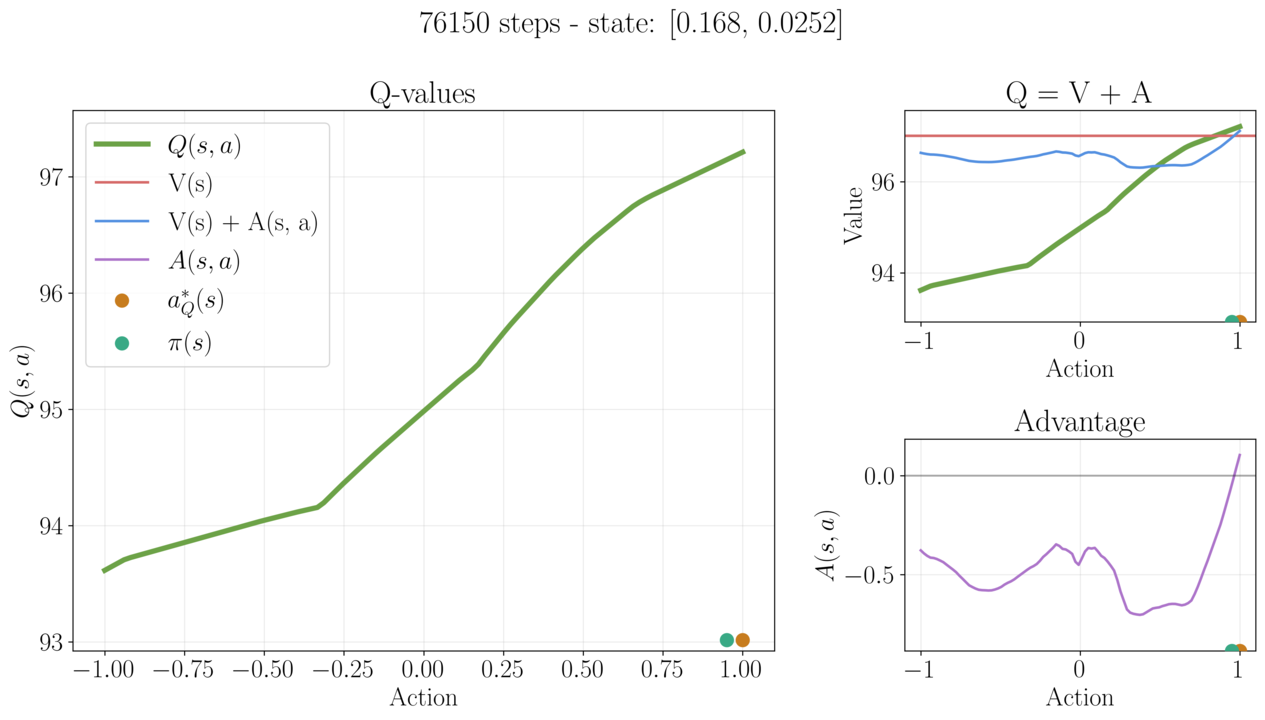 76150 steps - state: [0.168, 0.0252]
Q-values
Q(s, a)
V(s)
V(s) + A(s, a)
A(s, a)
a*_Q(s)
π(s)
Q(s, a)
97
96
95
94
93
−1.00 −0.75 −0.50 −0.25 0.00 0.25 0.50 0.75 1.00
Action
Q = V + A
Value
96
94
−1 0 1
Action
Advantage
A(s, a)
0.0
−0.5
−1 0 1
Action